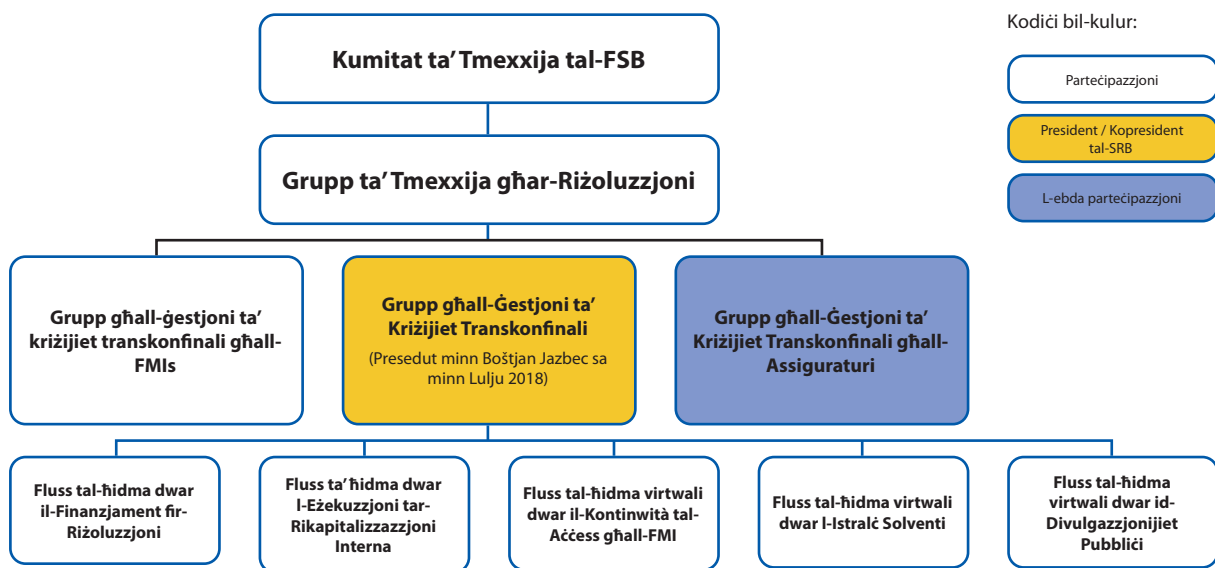 Kumitat ta’ Tmexxija tal-FSB
Grupp ta’ Tmexxija għar-Riżoluzzjoni
Grupp għall-ġestjoni ta’
kriżijiet transkonfinali għall-
FMIs
Grupp għall-Ġestjoni ta’
Kriżijiet Transkonfinali
(Presedut minn Boštjan Jazbec sa
minn Lulju 2018)
Grupp għall-Ġestjoni ta’
Kriżijiet Transkonfinali għall-
Assiguraturi
Fluss tal-ħidma dwar
il-Finanzjament fir-
Riżoluzzjoni
Fluss ta’ ħidma dwar
l-Eżekuzzjoni tar-
Rikapitalizzazzjoni
Interna
Fluss tal-ħidma virtwali
dwar il-Kontinwità tal-
Aċċess għall-FMI
Fluss tal-ħidma virtwali
dwar l-Istralċ Solventi
Fluss tal-ħidma
virtwali dwar id-
Divulgazzjonijiet
Pubbliċi
Kodiċi bil-kulur:
Parteċipazzjoni
President / Kopresident
tal-SRB
L-ebda parteċipazzjoni